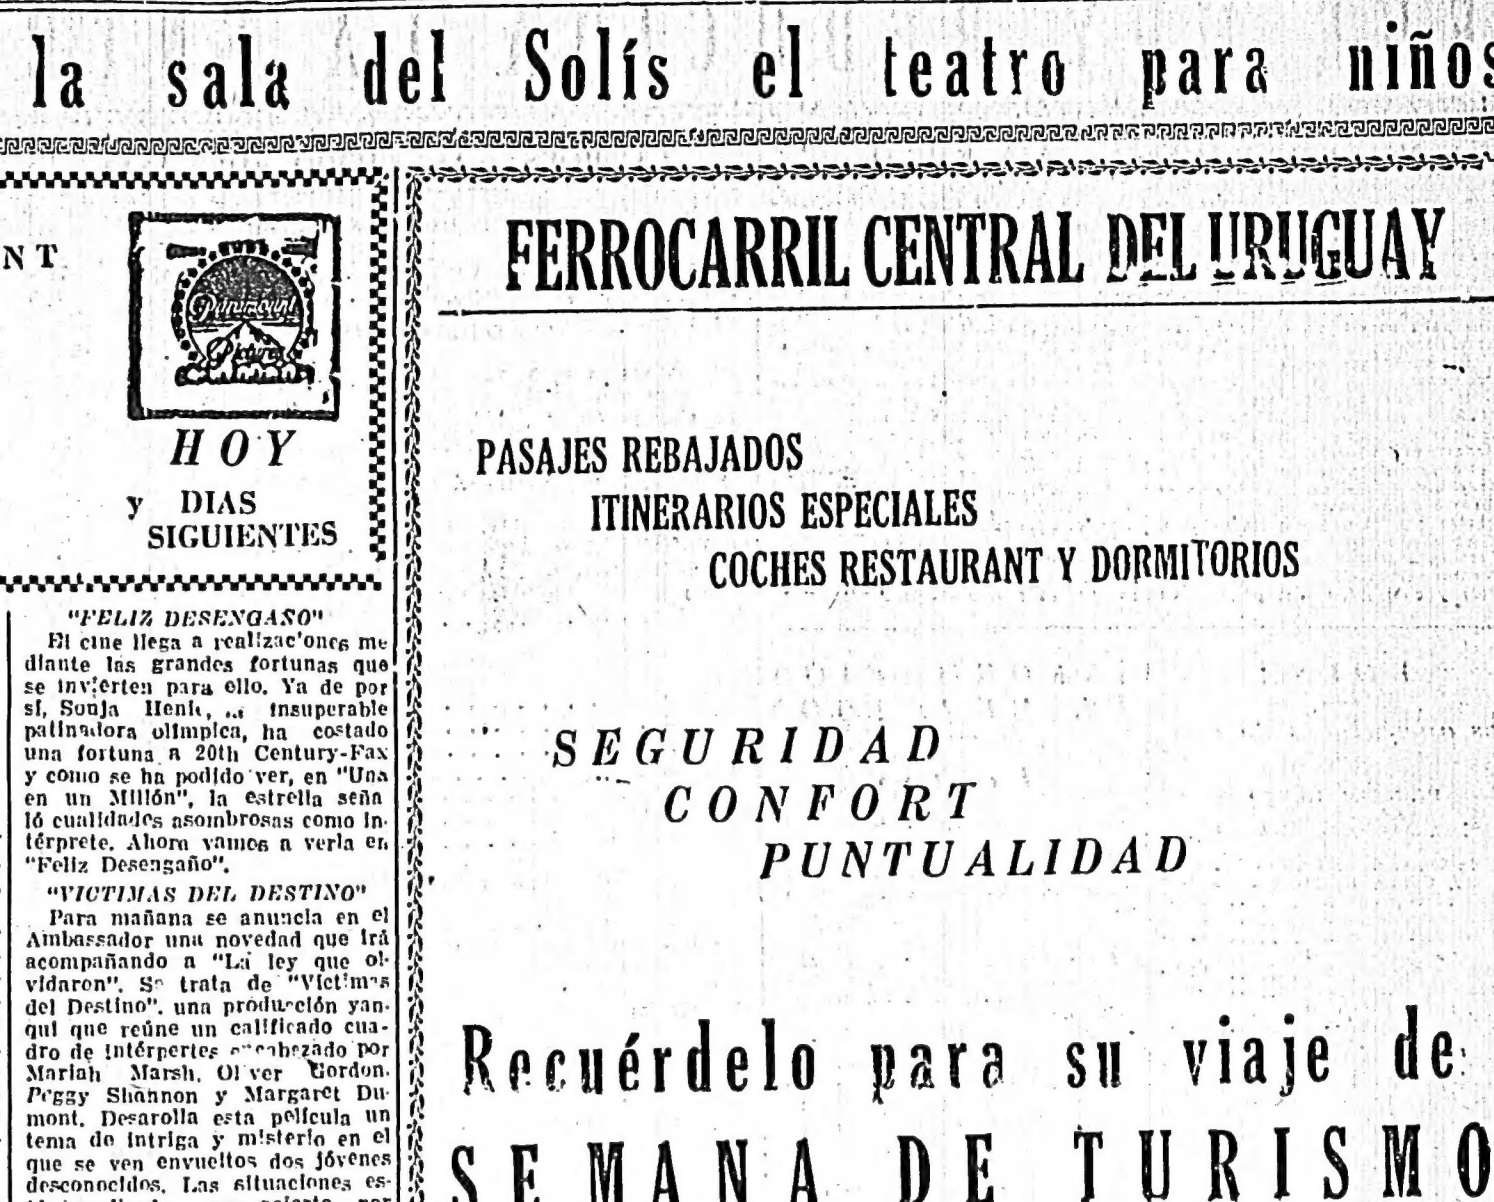 la sala del Solís el teatro para niños
NT
Paramount
Pictures
HOY
y DIAS
SIGUIENTES
"FELIZ DESENGAÑO"
El cine llega a realizac'ones me
diante las grandes fortunas que
se invierten para ello. Ya de por
sí, Sonja Henie, insuperable
patinadora olímpica, ha costado
una fortuna a 20th Century-Fax
y como se ha podido ver, en "Una
en un Millón", la estrella seña
ló cualidades asombrosas como in-
térprete. Ahora vamos a verla en
"Feliz Desengaño".
"VICTIMAS DEL DESTINO"
Para mañana se anuncia en el
Ambassador una novedad que irá
acompañando a "La ley que ol-
vidaron". Se trata de "Víctimas
del Destino", una producción yan-
qui que reúne un calificado cua-
dro de intérpertes encabezado por
Mariah Marsh, Ol ver Gordon,
Peggy Shannon y Margaret Du-
mont. Desarolla esta película un
tema de intriga y misterio en el
que se ven envueltos dos jóvenes
desconocidos. Las situaciones es-
FERROCARRIL CENTRAL DEL URUGUAY
PASAJES REBAJADOS
ITINERARIOS ESPECIALES
COCHES RESTAURANT Y DORMITORIOS
SEGURIDAD
CONFORT
PUNTUALIDAD
Recuérdelo para su viaje de
SEMANA DE TURISMO